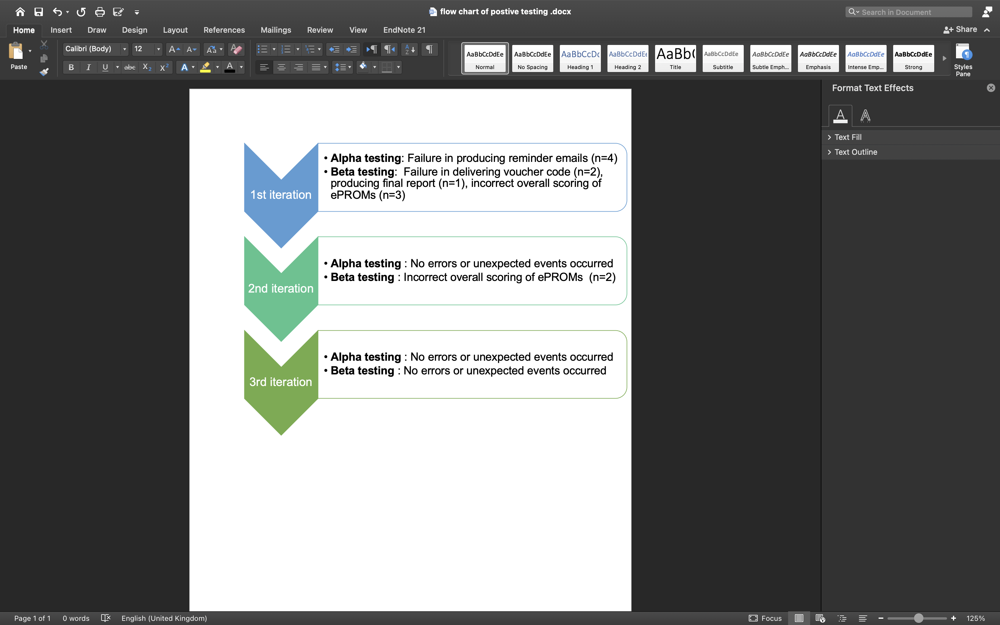 flow chart of postive testing .docx
Search in Document
Home Insert Draw Design Layout References Mailings Review View EndNote 21
Share
Paste
Calibri (Body) 12
AaBbCcDdEe AaBbCcDdEe AaBbCcDc AaBbCcDdEe AaBb( AaBbCcDdEe AaBbCcDdEe AaBbCcDdEe AaBbCcDdEe AaBbCcDdEe
Normal No Spacing Heading 1 Heading 2 Title Subtitle Subtle Emph... Emphasis Intense Emp... Strong
Styles
Pane
Format Text Effects
Text Fill
Text Outline
1st iteration
• Alpha testing: Failure in producing reminder emails (n=4)
• Beta testing: Failure in delivering voucher code (n=2),
producing final report (n=1), incorrect overall scoring of
ePROMs (n=3)
2nd iteration
• Alpha testing : No errors or unexpected events occurred
• Beta testing : Incorrect overall scoring of ePROMs (n=2)
3rd iteration
• Alpha testing : No errors or unexpected events occurred
• Beta testing : No errors or unexpected events occurred
Page 1 of 1 0 words English (United Kingdom)
Focus 125%